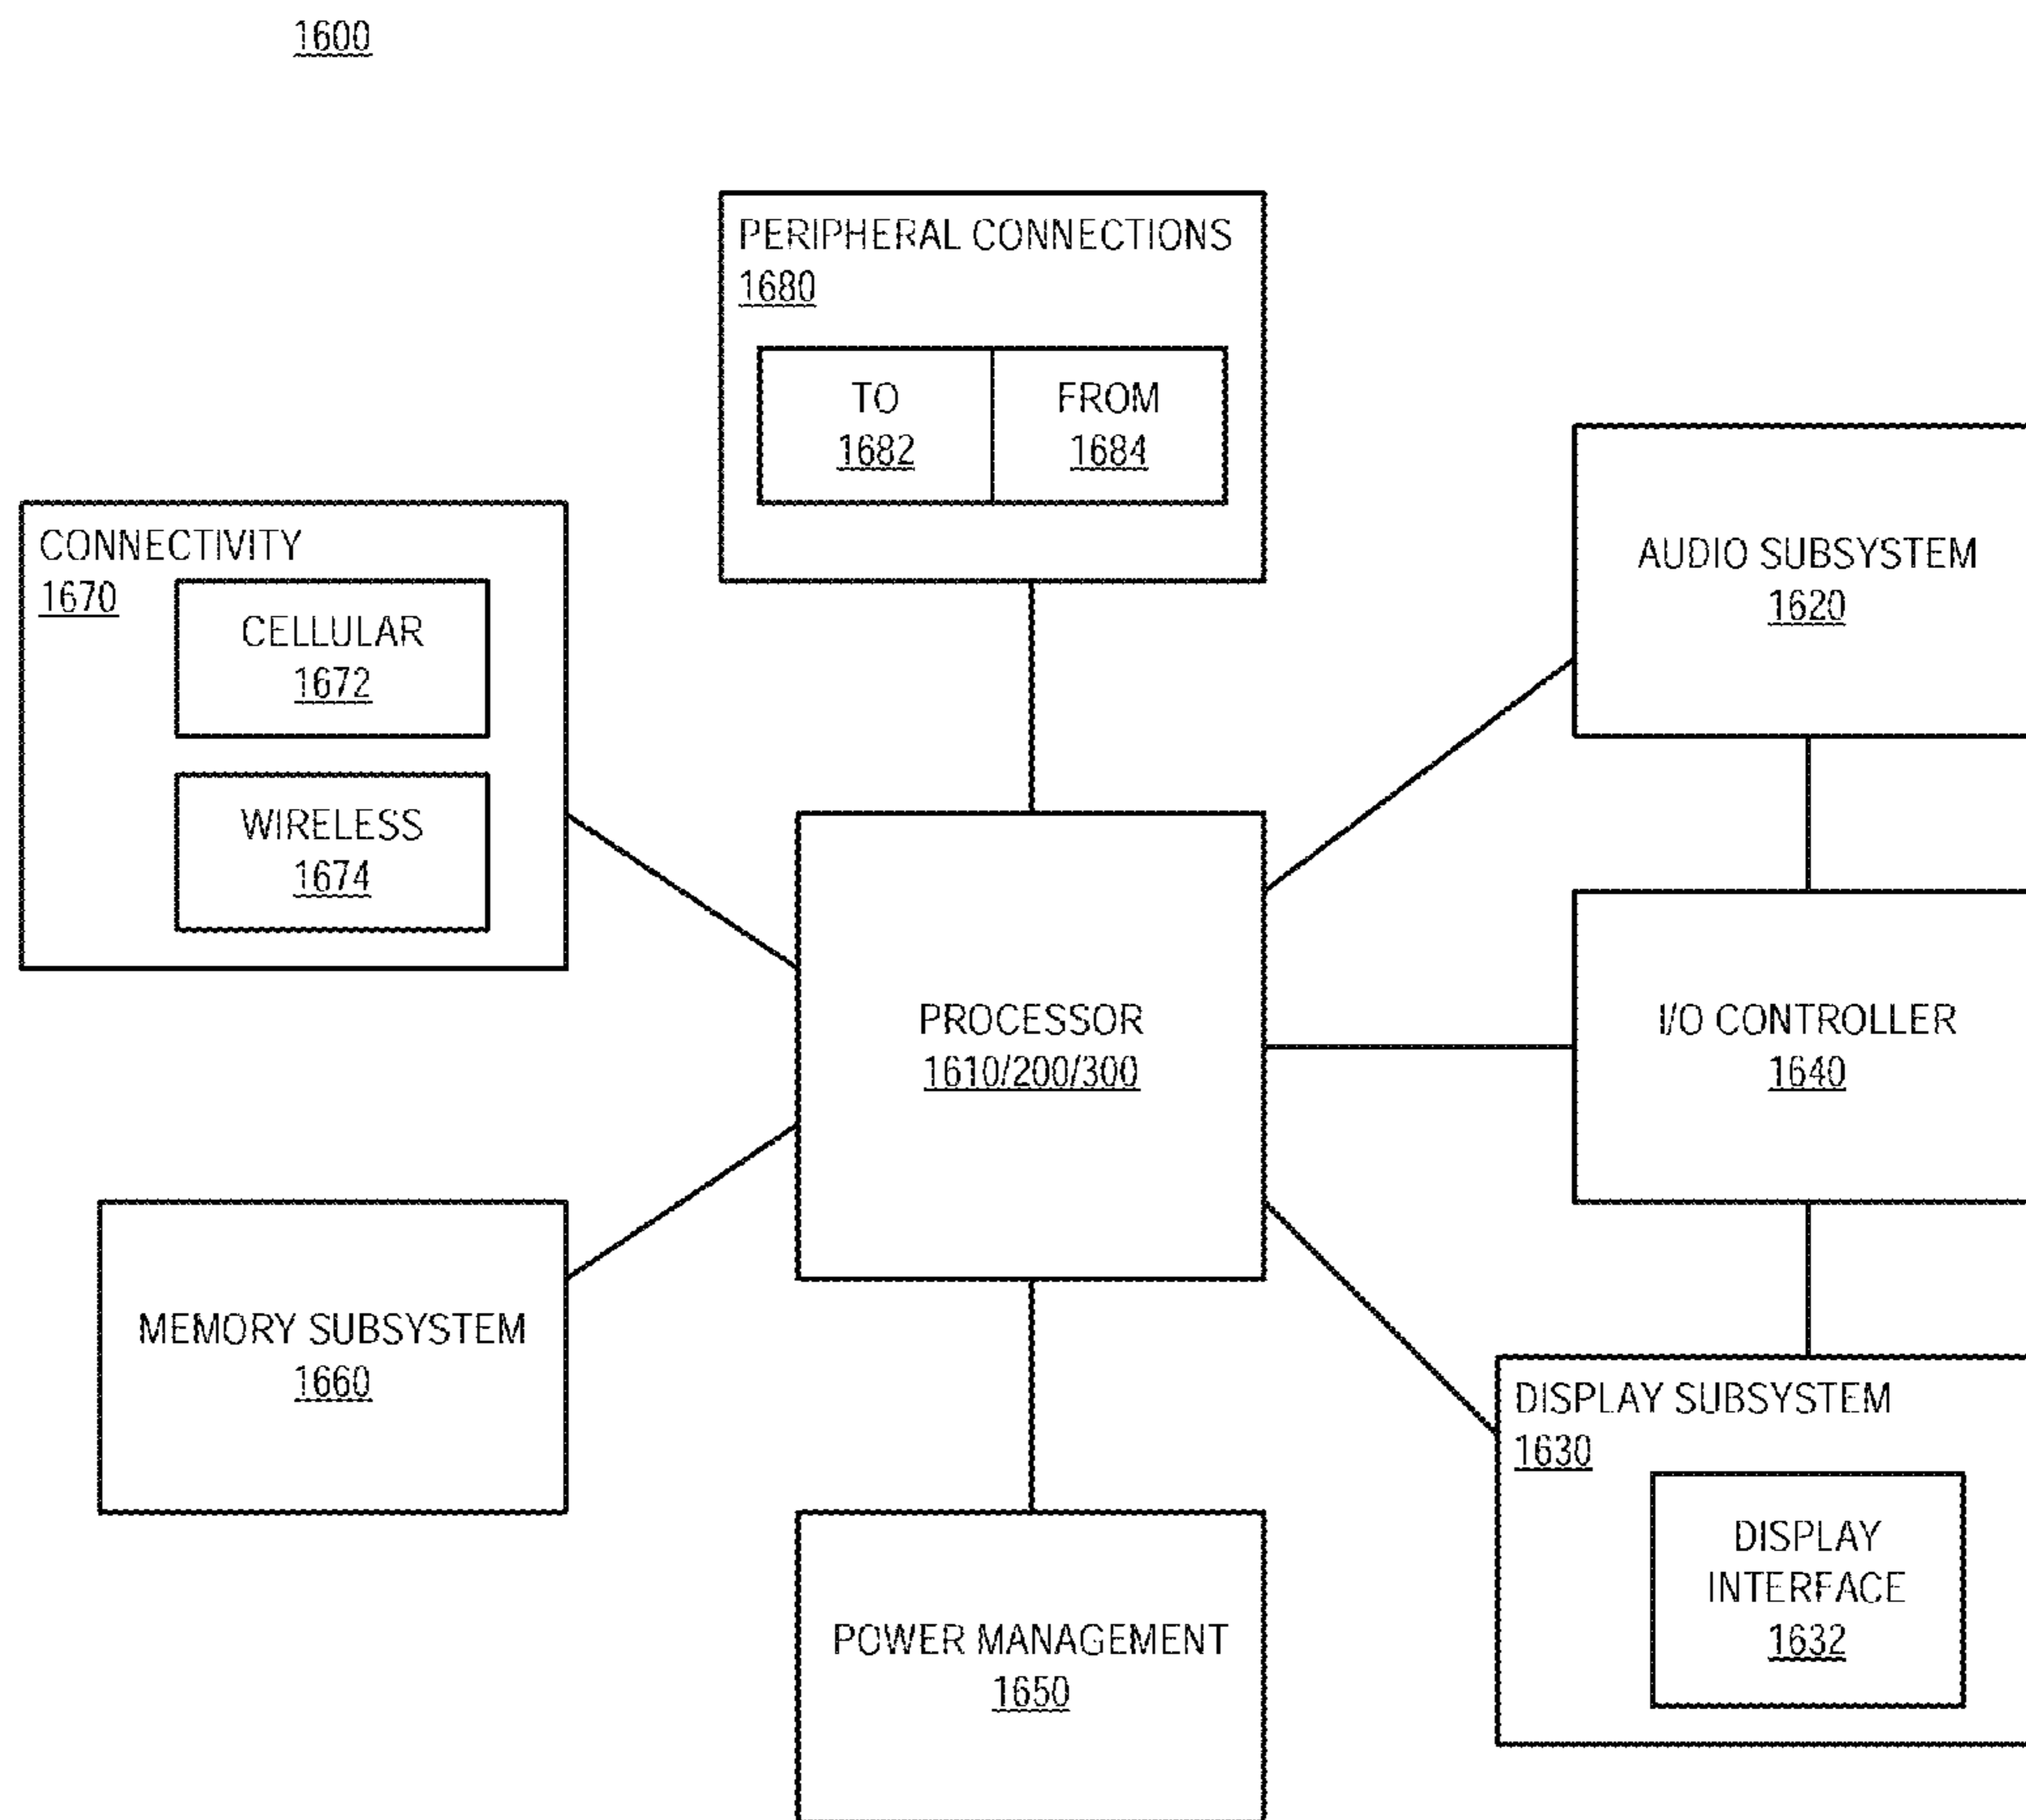 1600
PERIPHERAL CONNECTIONS
1680
TO
1682
FROM
1684
AUDIO SUBSYSTEM
1620
CONNECTIVITY
1670
CELLULAR
1672
WIRELESS
1674
PROCESSOR
1610/200/300
I/O CONTROLLER
1640
MEMORY SUBSYSTEM
1660
DISPLAY SUBSYSTEM
1630
DISPLAY
INTERFACE
1632
POWER MANAGEMENT
1650